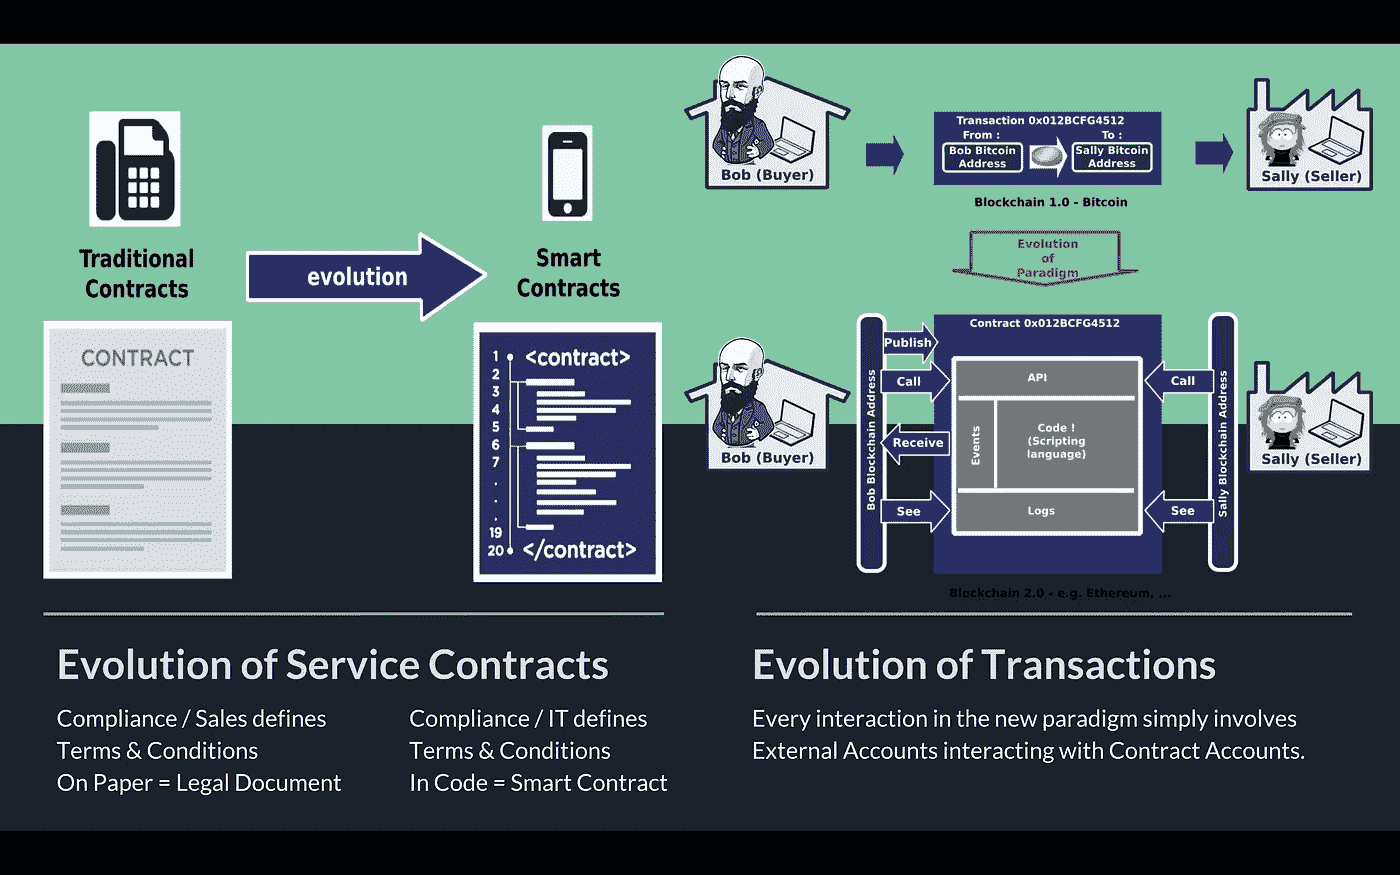 Traditional
Contracts
evolution
Smart
Contracts
CONTRACT
1
<contract>
2
3
4
5
6
7
.
.
.
19
20
</contract>
Evolution of Service Contracts
Compliance / Sales defines
Terms & Conditions
On Paper = Legal Document
Compliance / IT defines
Terms & Conditions
In Code = Smart Contract
Bob (Buyer)
Transaction 0x012BCFG4512
From :
To :
Bob Bitcoin
Address
Sally Bitcoin
Address
Sally (Seller)
Blockchain 1.0 - Bitcoin
Evolution
of
Paradigm
Bob (Buyer)
Bob Blockchain Address
Publish
Call
Receive
See
Contract 0x012BCFG4512
API
Events
Code !
(Scripting
language)
Logs
Call
See
Sally Blockchain Address
Sally (Seller)
Blockchain 2.0 - e.g. Ethereum, ...
Evolution of Transactions
Every interaction in the new paradigm simply involves
External Accounts interacting with Contract Accounts.